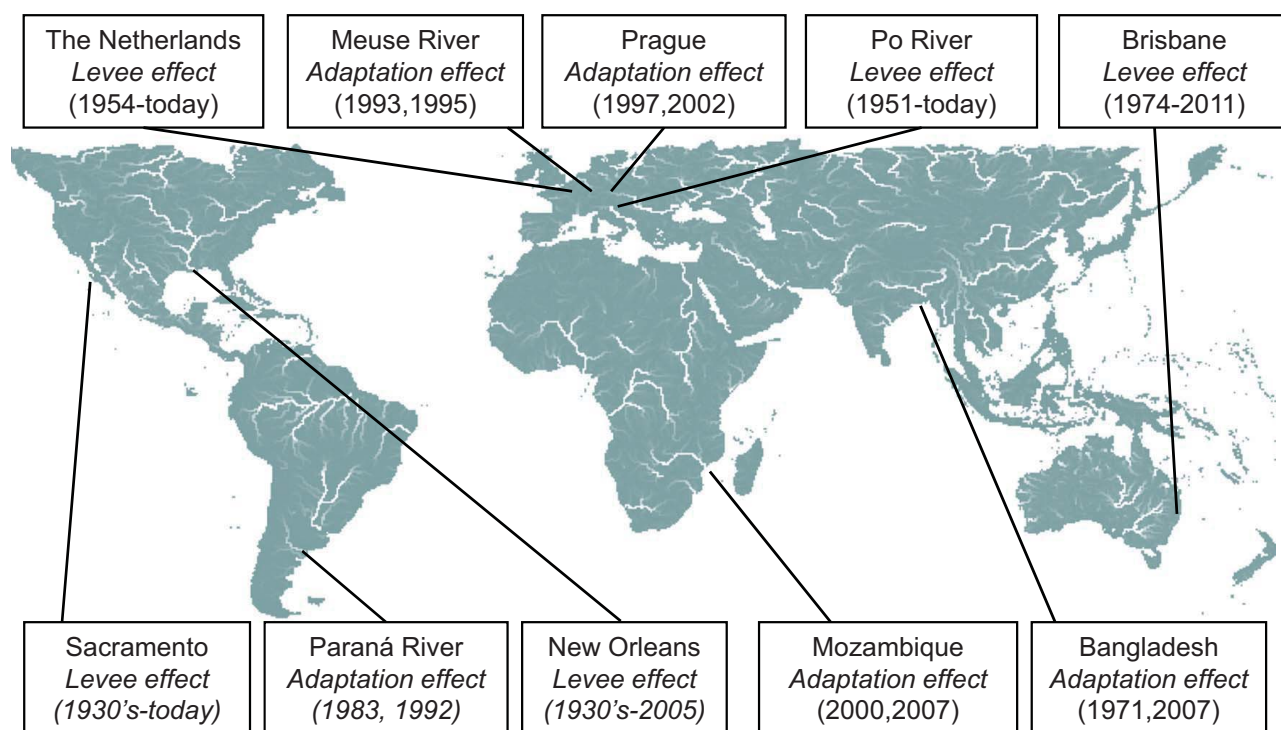 The Netherlands
Levee effect
(1954-today)
Meuse River
Adaptation effect
(1993,1995)
Prague
Adaptation effect
(1997,2002)
Po River
Levee effect
(1951-today)
Brisbane
Levee effect
(1974-2011)
Sacramento
Levee effect
(1930's-today)
Paraná River
Adaptation effect
(1983, 1992)
New Orleans
Levee effect
(1930's-2005)
Mozambique
Adaptation effect
(2000,2007)
Bangladesh
Adaptation effect
(1971,2007)